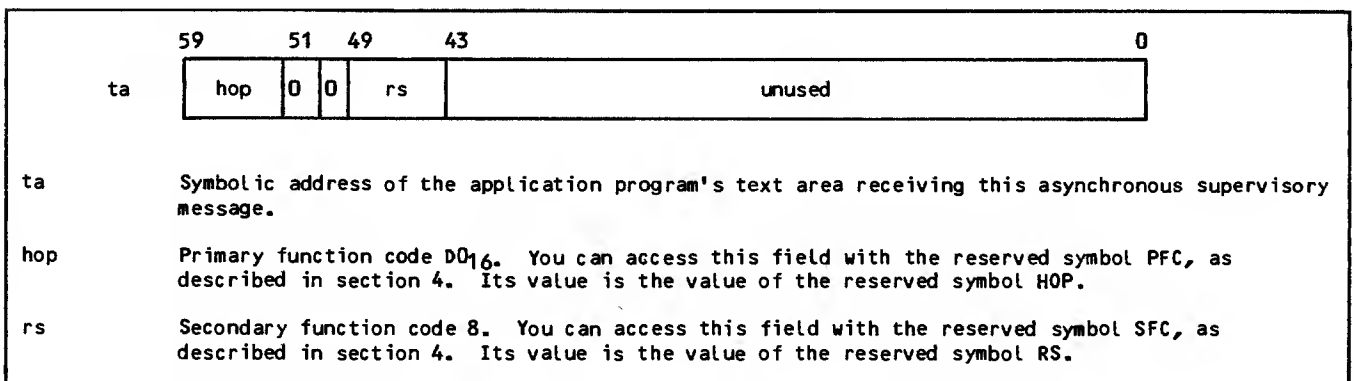 59 51 49 43 0
ta hop 0 0 rs unused
ta Symbolic address of the application program's text area receiving this asynchronous supervisory
message.
hop Primary function code D0₁₆. You can access this field with the reserved symbol PFC, as
described in section 4. Its value is the value of the reserved symbol HOP.
rs Secondary function code 8. You can access this field with the reserved symbol SFC, as
described in section 4. Its value is the value of the reserved symbol RS.